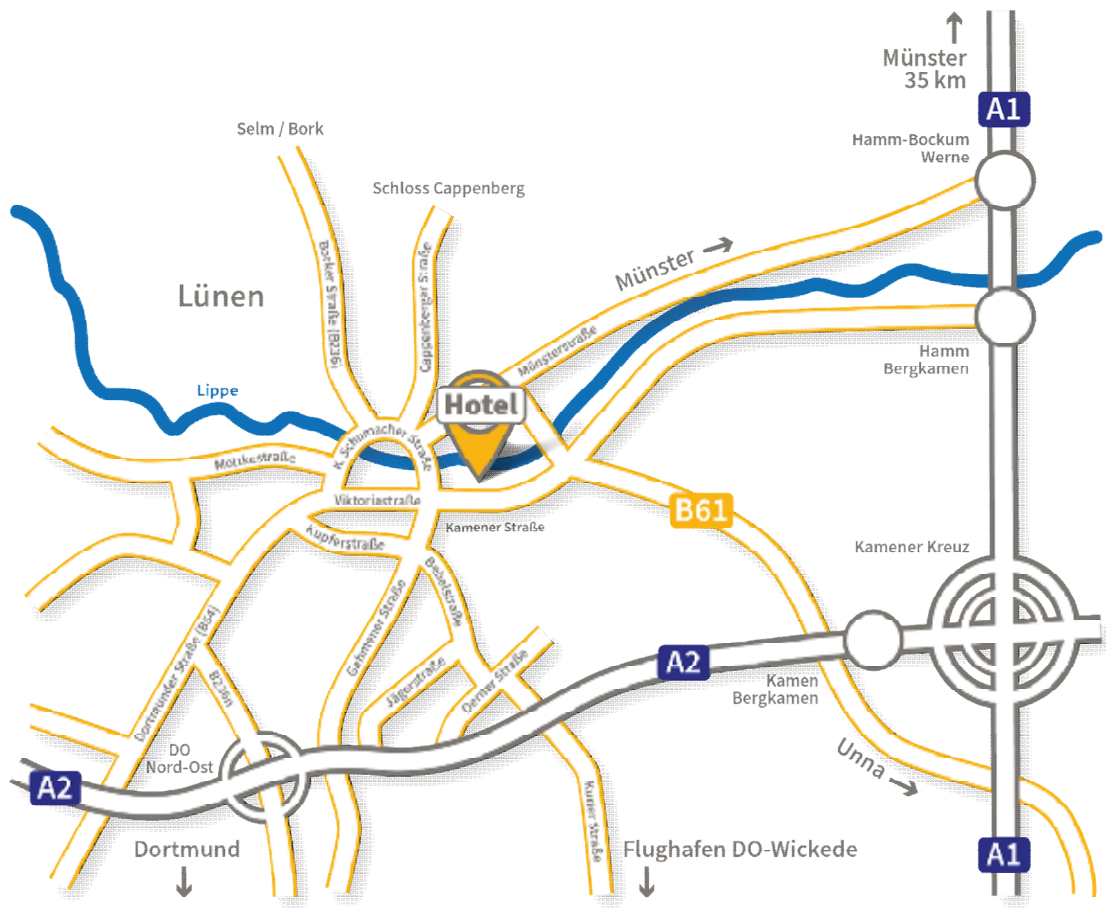 Münster
35 km
A1
Hamm-Bockum
Werne
Selm / Bork
Schloss Cappenberg
Borker Straße (B236)
Cappenberger Straße
Münster
Lünen
Münsterstraße
Hamm
Bergkamen
Lippe
Hotel
K. Schumacher Straße
Moltkestraße
Viktoriastraße
Kamener Straße
B61
Kupferstraße
Kamener Kreuz
Bebelstraße
Gahmener Straße
Dortmunder Straße (B54)
B236n
Jägerstraße
Oerner Straße
A2
Kamen
Bergkamen
DO
Nord-Ost
Unna
A2
Kurler Straße
Dortmund
Flughafen DO-Wickede
A1